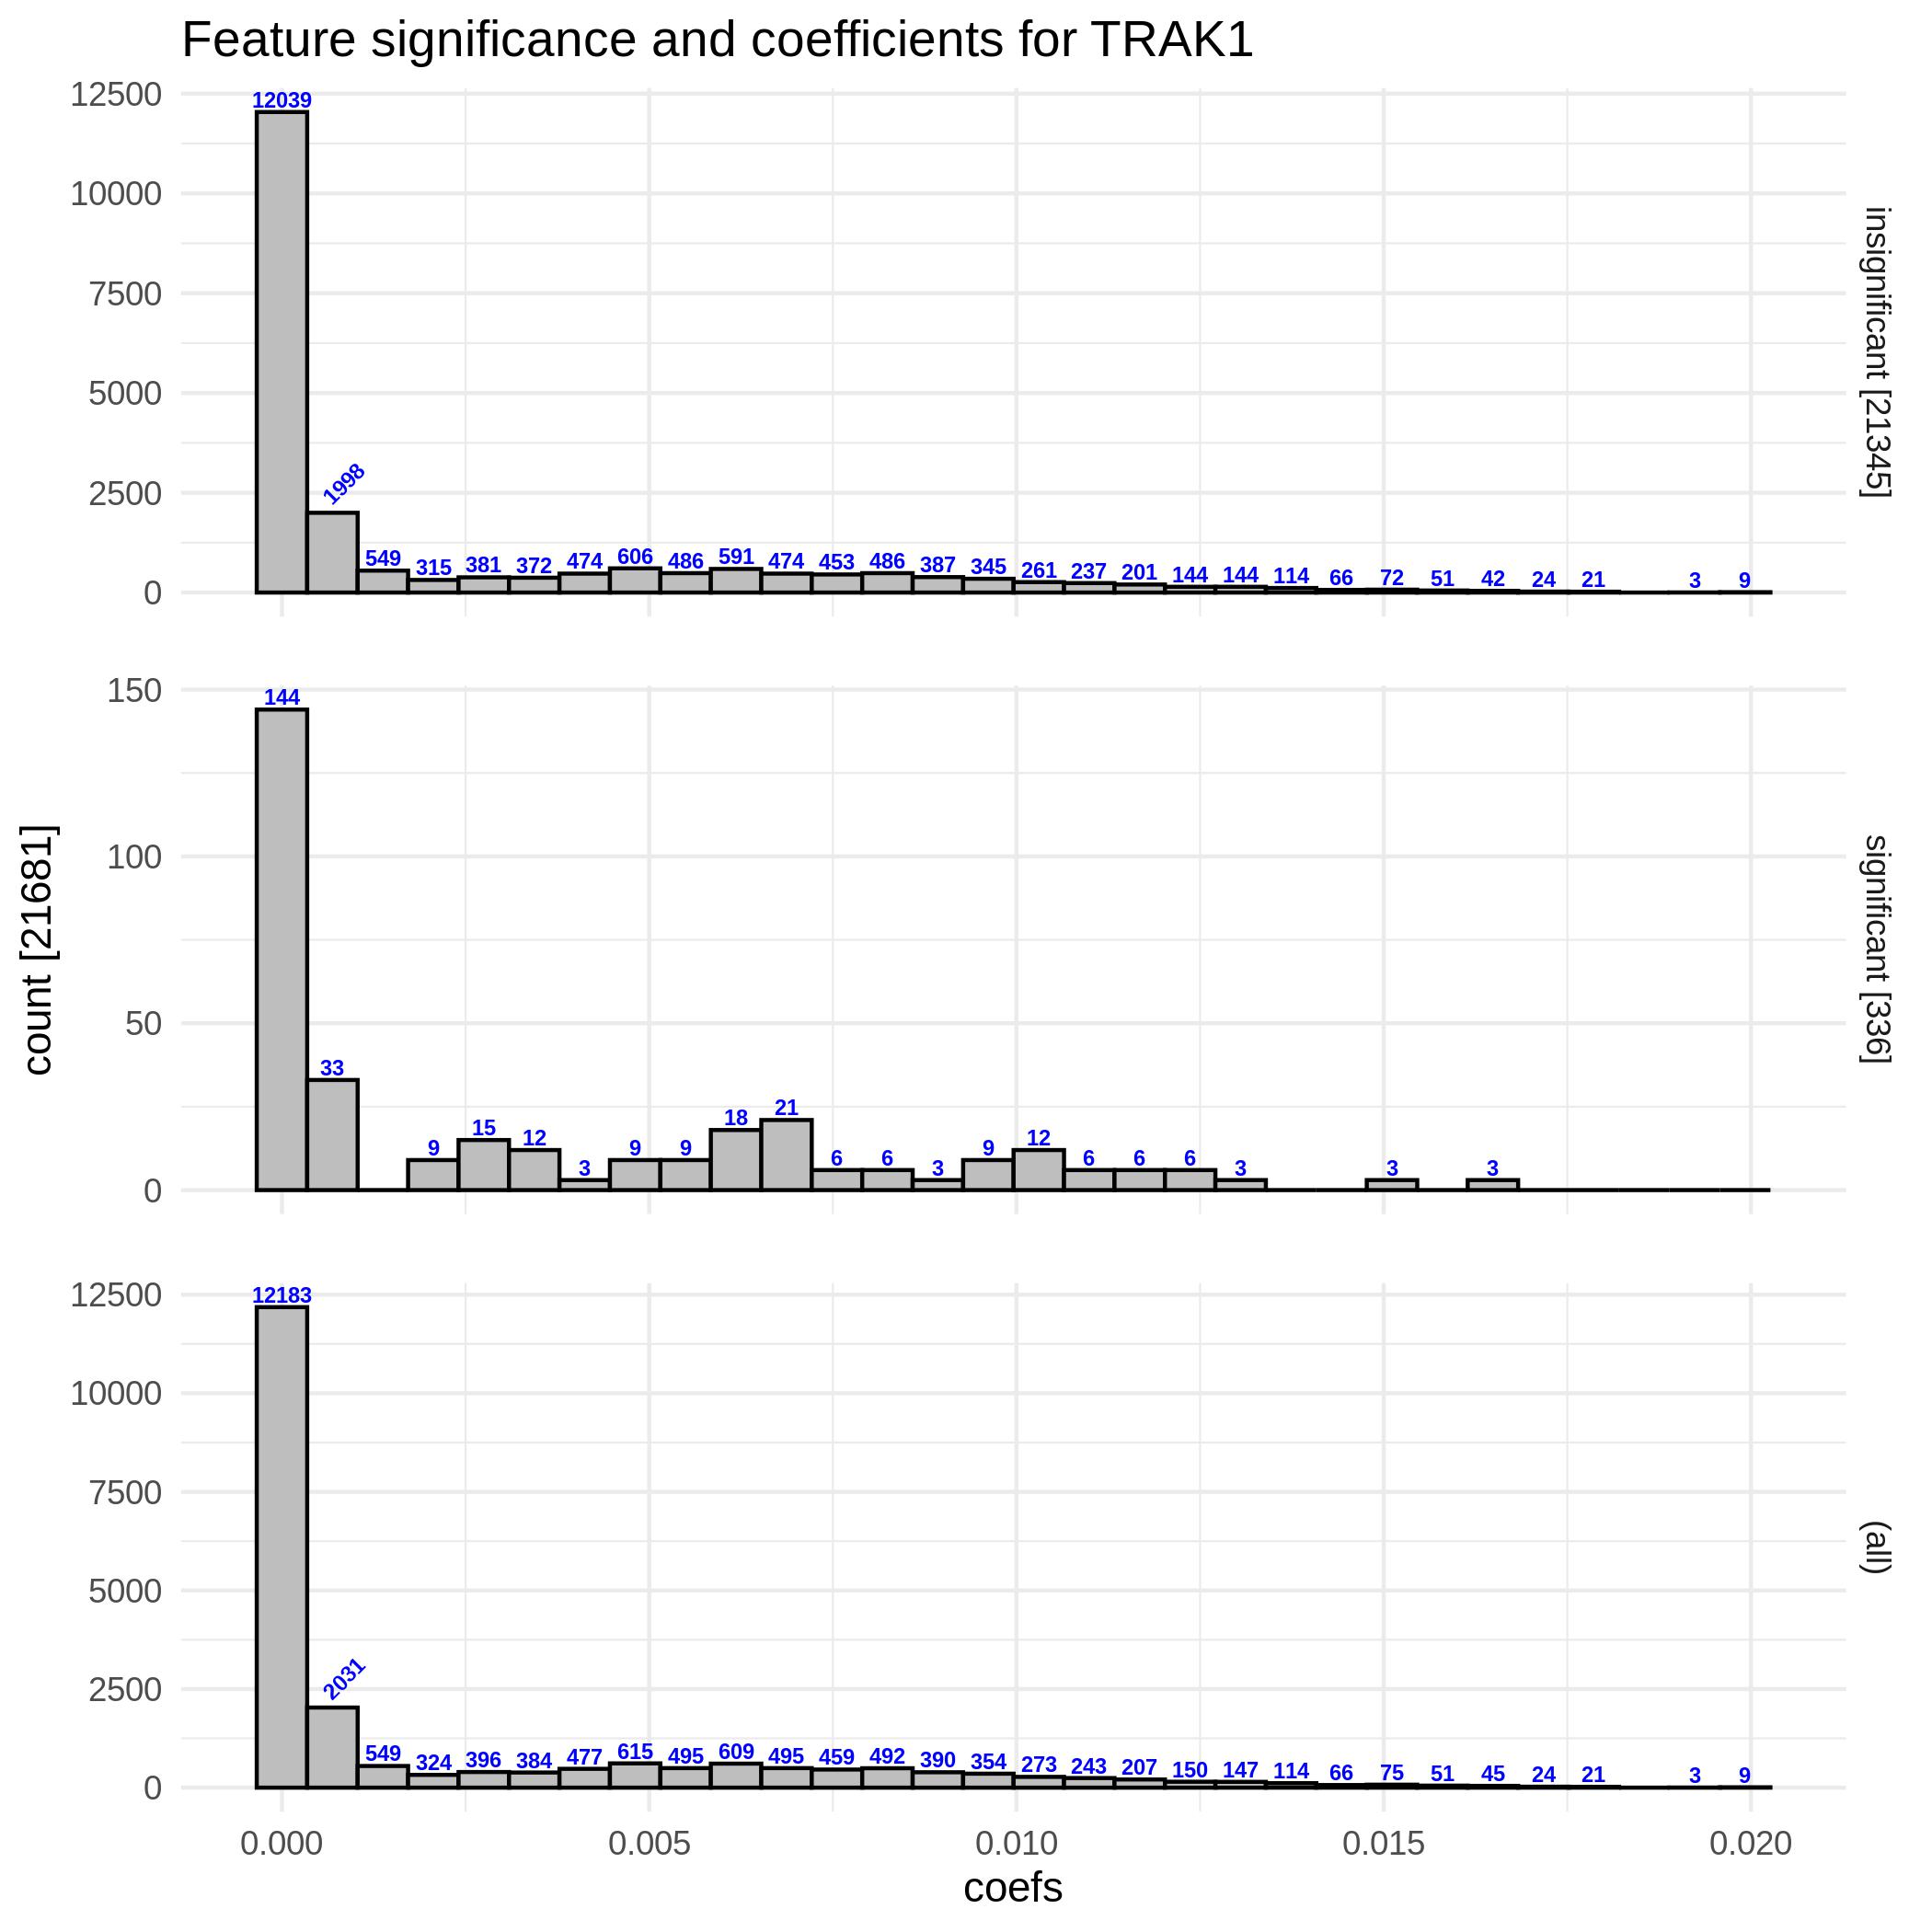 Feature significance and coefficients for TRAK1
12500
10000
7500
5000
2500
0
12039
1998
549 315 381 372 474 606 486 591 474 453 486 387 345 261 237 201 144 144 114 66 72 51 42 24 21 3 9
insignificant [21345]
count [21681]
150
100
50
0
144
33
9 15 12 3 9 9 18 21 6 6 3 9 12 6 6 6 3 3 3
significant [336]
12500
10000
7500
5000
2500
0
12183
2031
549 324 396 384 477 615 495 609 495 459 492 390 354 273 243 207 150 147 114 66 75 51 45 24 21 3 9
(all)
0.000 0.005 0.010 0.015 0.020
coefs